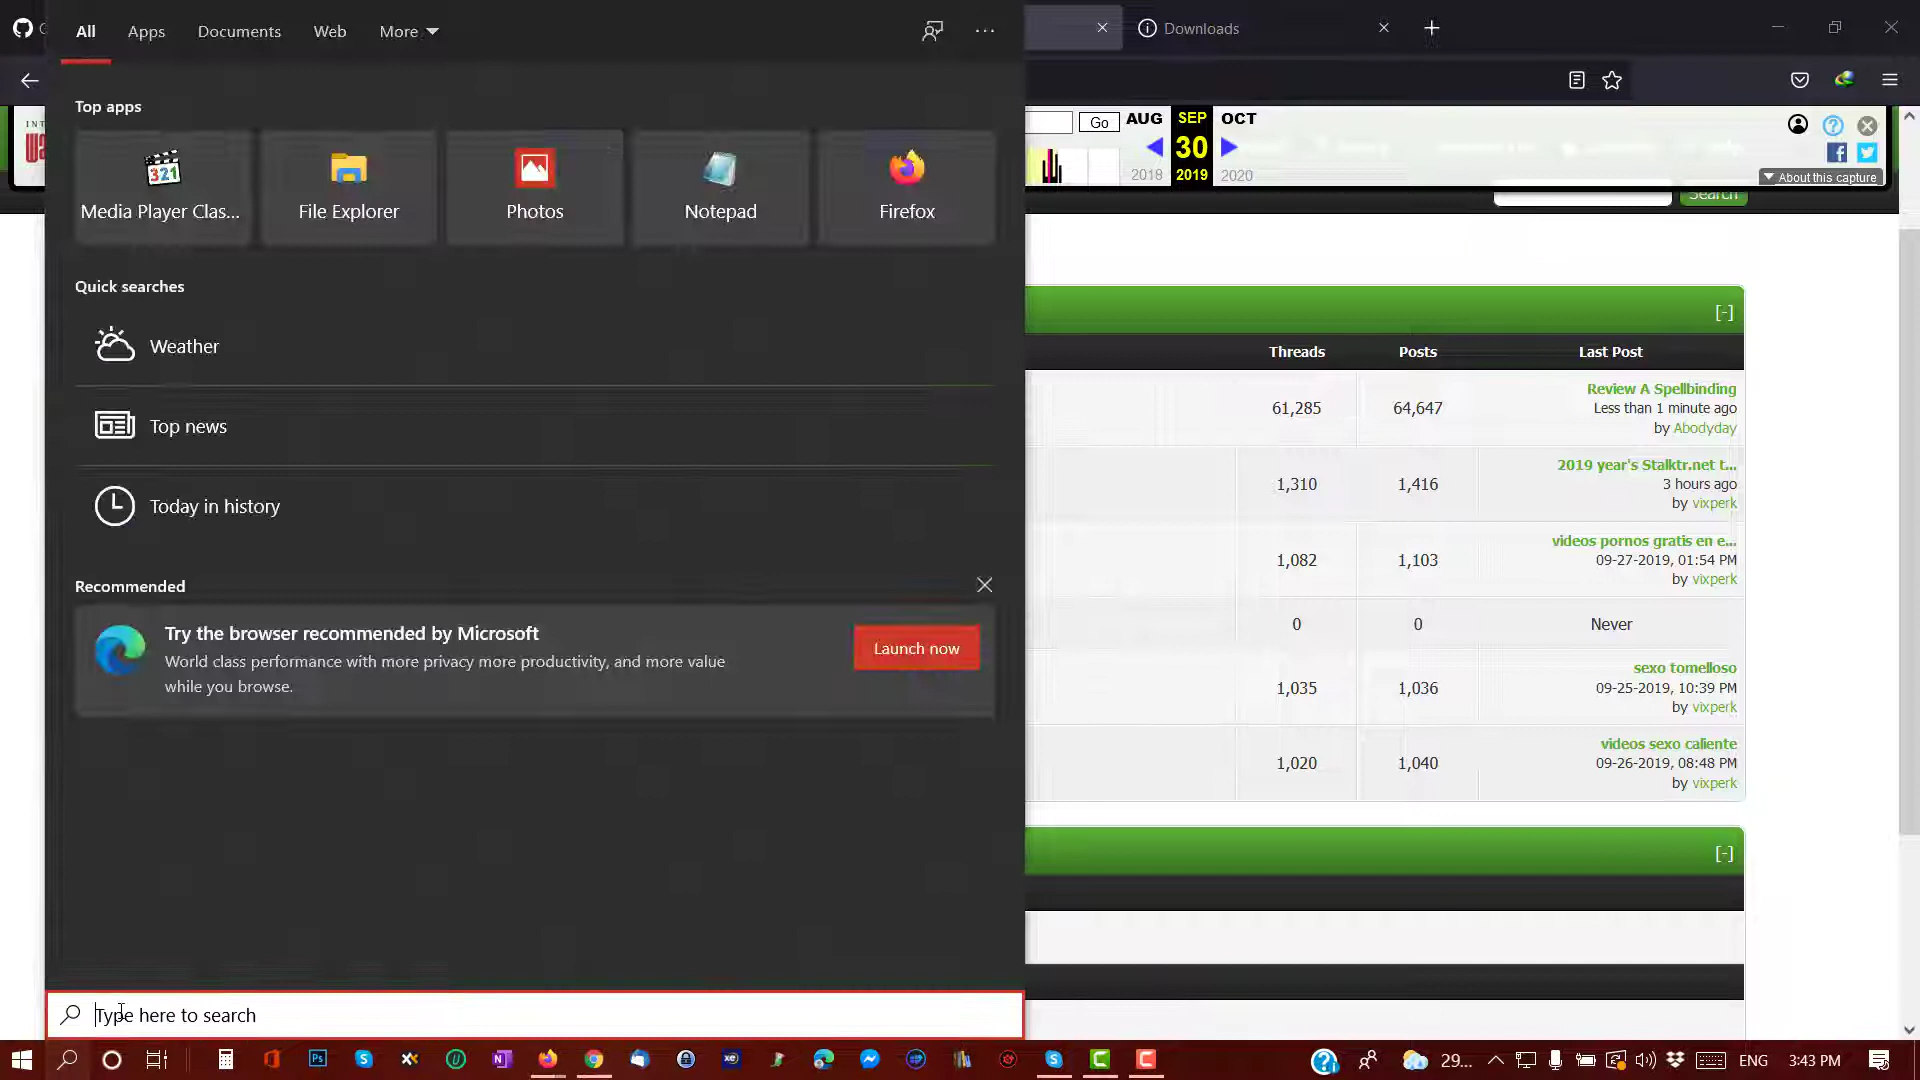 All Apps Documents Web More
Top apps
Media Player Clas... File Explorer Photos Notepad Firefox
Quick searches
Weather
Top news
Today in history
Recommended
Try the browser recommended by Microsoft
World class performance with more privacy more productivity, and more value
while you browse.
Launch now
Type here to search
Downloads
Go AUG SEP OCT
30
2018 2019 2020
About this capture
Search
[-]
Threads Posts Last Post
61,285 64,647 Review A Spellbinding
Less than 1 minute ago
by Abodyday
1,310 1,416 2019 year's Stalktr.net t...
3 hours ago
by vixperk
1,082 1,103 videos pornos gratis en e...
09-27-2019, 01:54 PM
by vixperk
0 0 Never
1,035 1,036 sexo tomelloso
09-25-2019, 10:39 PM
by vixperk
1,020 1,040 videos sexo caliente
09-26-2019, 08:48 PM
by vixperk
[-]
29... ENG 3:43 PM